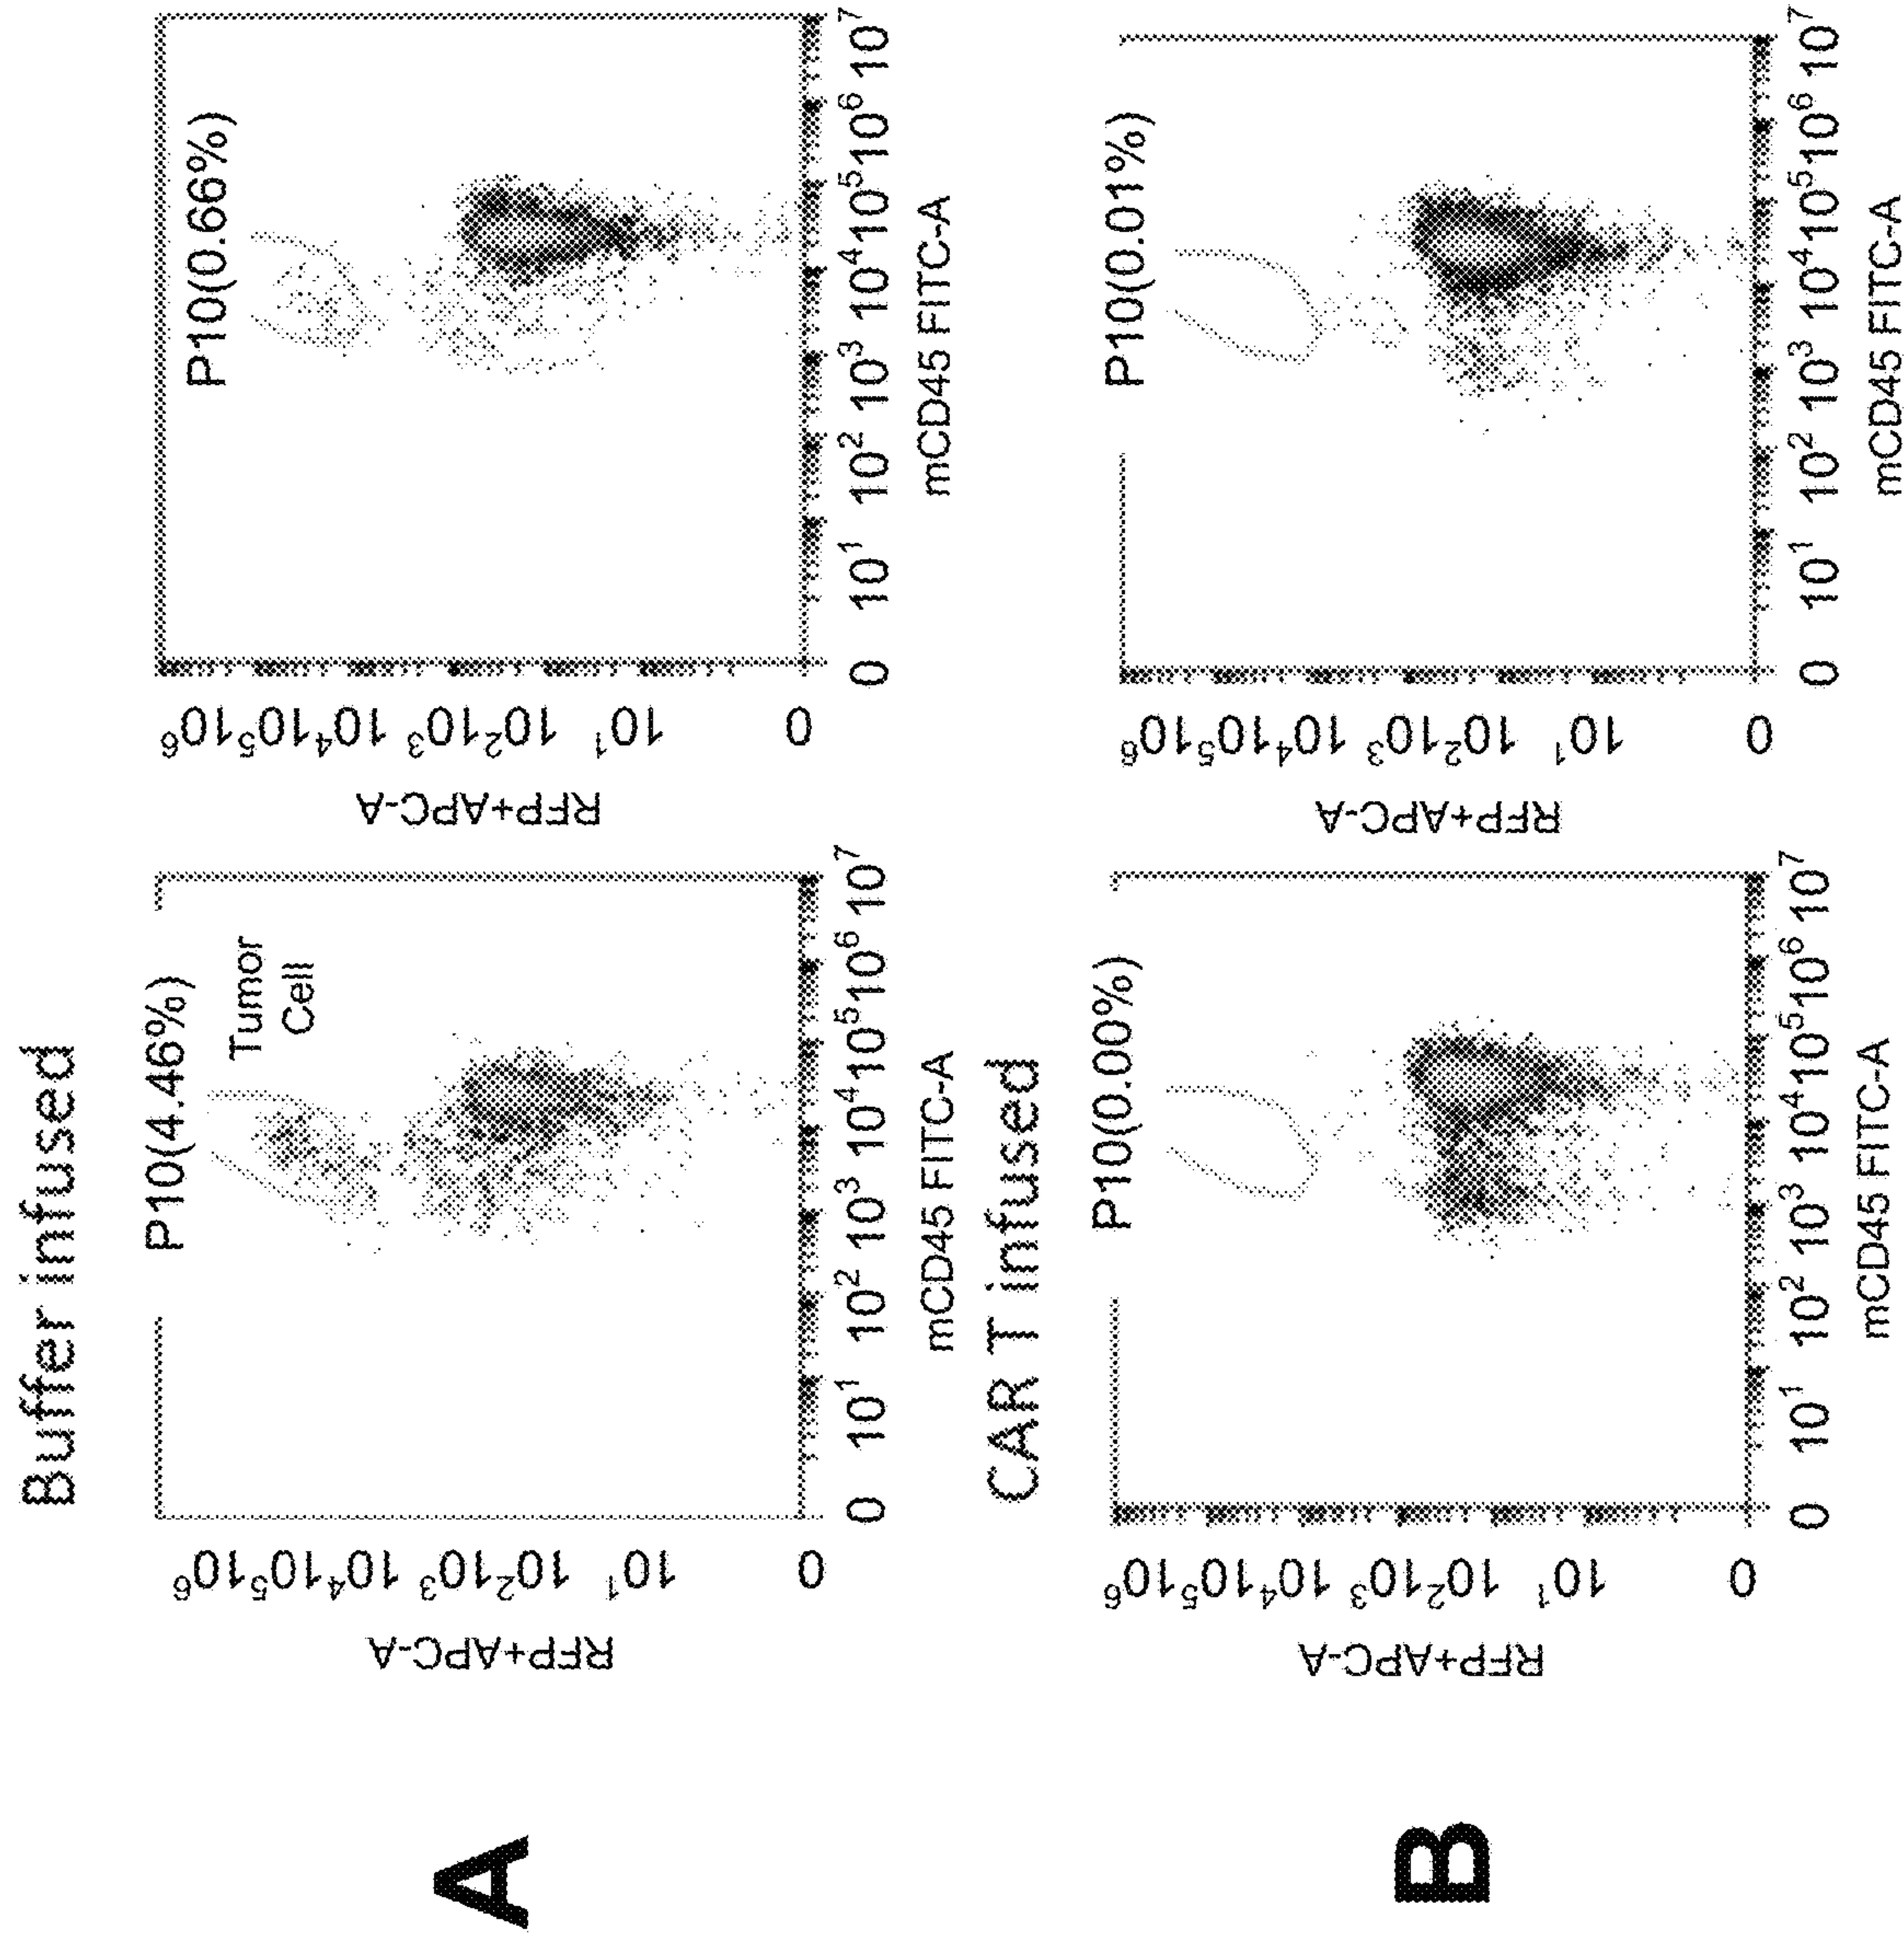 A
Buffer infused
P10(4.46%)
Tumor
Cell
RFP+APC-A
10⁶
10⁵
10⁴
10³
10²
10¹
0
0 10¹ 10² 10³ 10⁴ 10⁵ 10⁶ 10⁷
mCD45 FITC-A
P10(0.66%)
RFP+APC-A
10⁶
10⁵
10⁴
10³
10²
10¹
0
0 10¹ 10² 10³ 10⁴ 10⁵ 10⁶ 10⁷
mCD45 FITC-A
B
CAR T infused
P10(0.00%)
RFP+APC-A
10⁶
10⁵
10⁴
10³
10²
10¹
0
0 10¹ 10² 10³ 10⁴ 10⁵ 10⁶ 10⁷
mCD45 FITC-A
P10(0.01%)
RFP+APC-A
10⁶
10⁵
10⁴
10³
10²
10¹
0
0 10¹ 10² 10³ 10⁴ 10⁵ 10⁶ 10⁷
mCD45 FITC-A